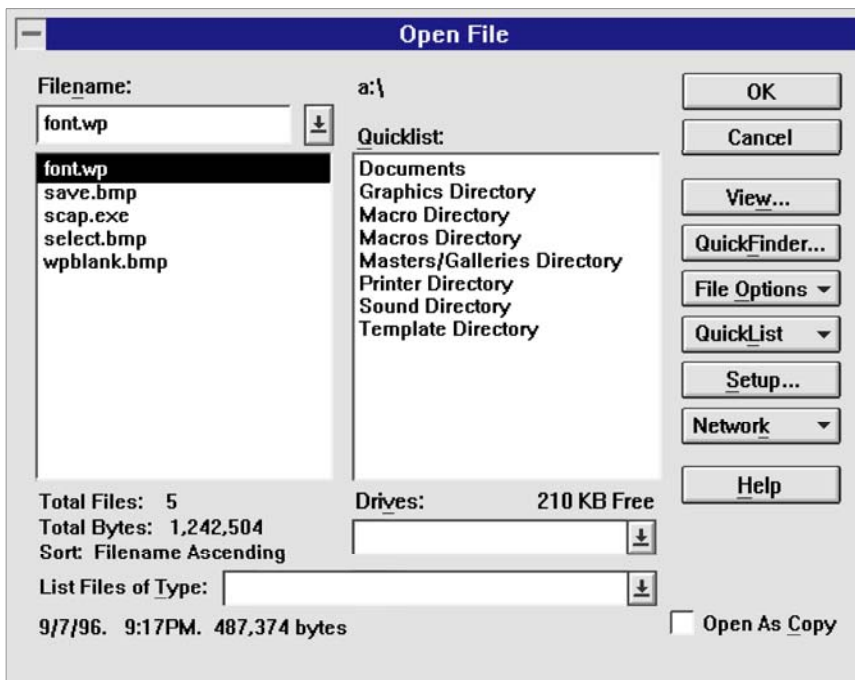 Open File
Filename:
font.wp
font.wp
save.bmp
scap.exe
select.bmp
wpblank.bmp
Total Files: 5
Total Bytes: 1,242,504
Sort: Filename Ascending
a:\
Quicklist:
Documents
Graphics Directory
Macro Directory
Macros Directory
Masters/Galleries Directory
Printer Directory
Sound Directory
Template Directory
Drives: 210 KB Free
List Files of Type:
9/7/96. 9:17PM. 487,374 bytes
OK
Cancel
View...
QuickFinder...
File Options
QuickList
Setup...
Network
Help
Open As Copy